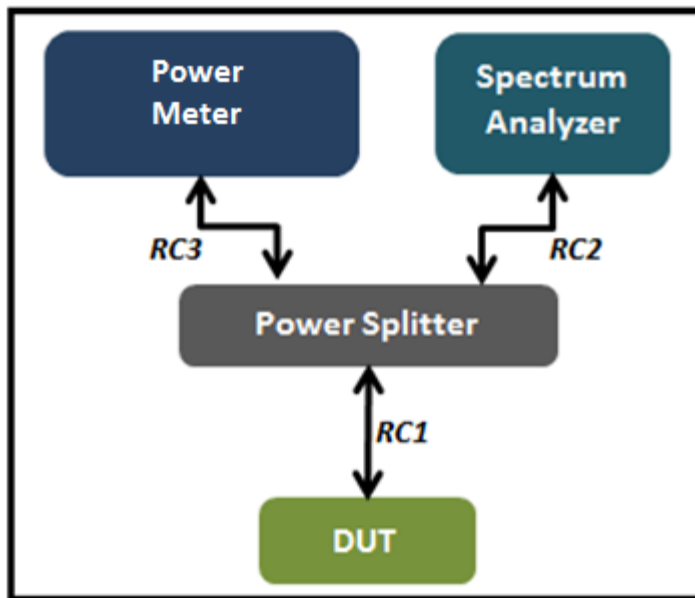 Power
Meter
Spectrum
Analyzer
RC3
RC2
Power Splitter
RC1
DUT